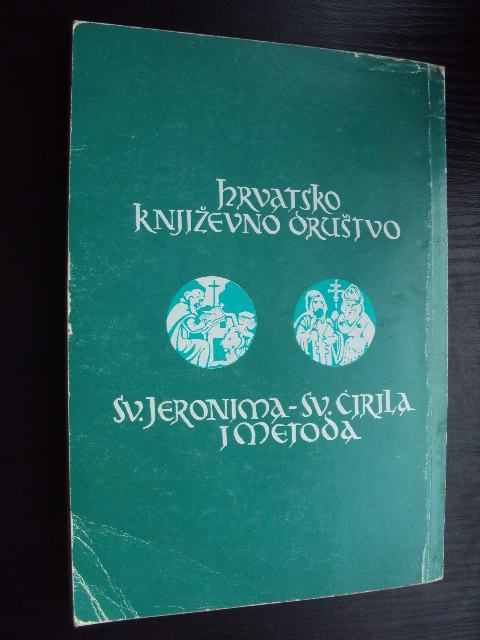 hrvatsko
književno društvo
sv. jeronima - sv. ćirila
i metoda